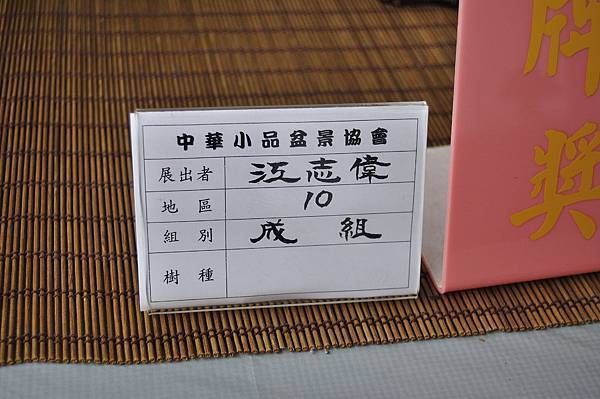 中華小品盆景協會
展出者 江志偉
地區 10
組別 成組
樹種
牌獎